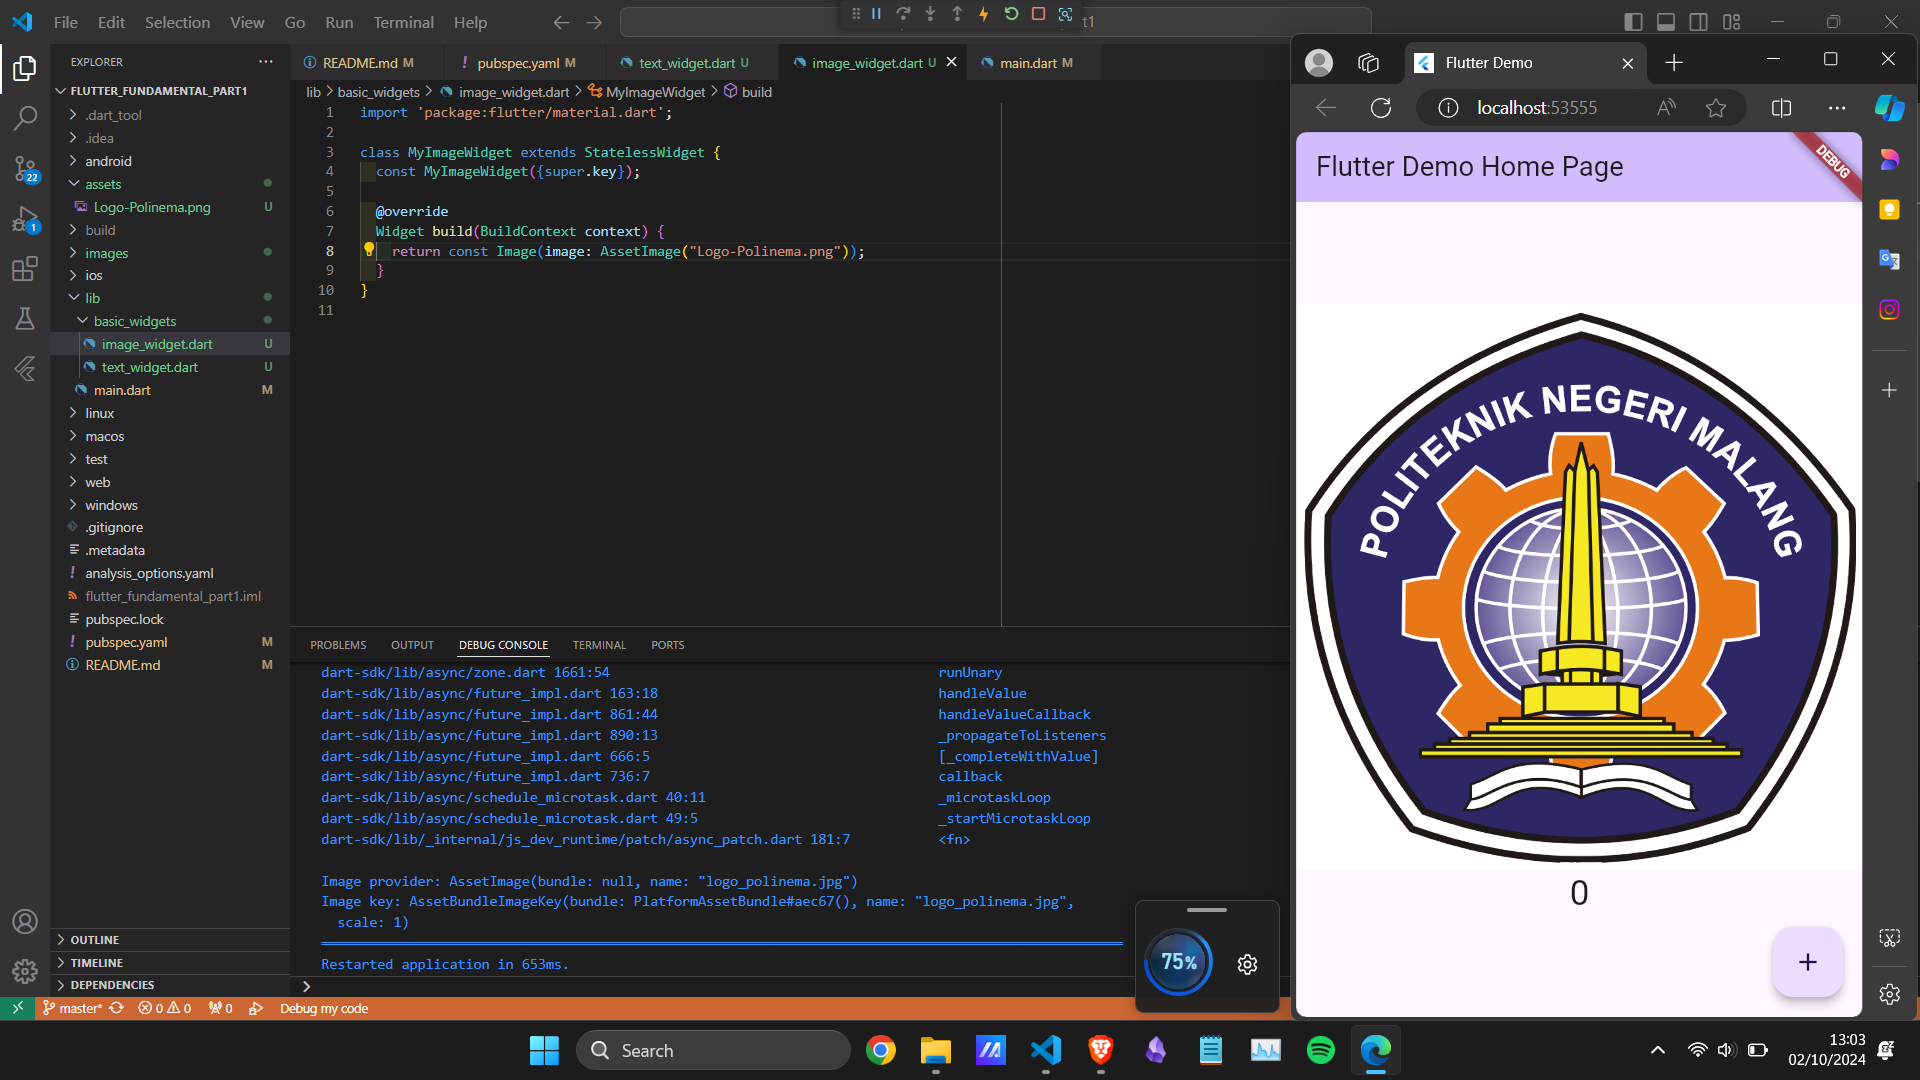 File Edit Selection View Go Run Terminal Help
t1
EXPLORER
FLUTTER_FUNDAMENTAL_PART1
.dart_tool
.idea
android
assets
Logo-Polinema.png U
build
images
ios
lib
basic_widgets
image_widget.dart U
text_widget.dart U
main.dart M
linux
macos
test
web
windows
.gitignore
.metadata
analysis_options.yaml
flutter_fundamental_part1.iml
pubspec.lock
pubspec.yaml M
README.md M
OUTLINE
TIMELINE
DEPENDENCIES
22
1
README.md M
pubspec.yaml M
text_widget.dart U
image_widget.dart U
main.dart M
lib > basic_widgets > image_widget.dart > MyImageWidget > build
1 import 'package:flutter/material.dart';
2
3 class MyImageWidget extends StatelessWidget {
4 const MyImageWidget({super.key});
5
6 @override
7 Widget build(BuildContext context) {
8 return const Image(image: AssetImage("Logo-Polinema.png"));
9 }
10 }
11
PROBLEMS OUTPUT DEBUG CONSOLE TERMINAL PORTS
dart-sdk/lib/async/zone.dart 1661:54 runUnary
dart-sdk/lib/async/future_impl.dart 163:18 handleValue
dart-sdk/lib/async/future_impl.dart 861:44 handleValueCallback
dart-sdk/lib/async/future_impl.dart 890:13 _propagateToListeners
dart-sdk/lib/async/future_impl.dart 666:5 [_completeWithValue]
dart-sdk/lib/async/future_impl.dart 736:7 callback
dart-sdk/lib/async/schedule_microtask.dart 40:11 _microtaskLoop
dart-sdk/lib/async/schedule_microtask.dart 49:5 _startMicrotaskLoop
dart-sdk/lib/_internal/js_dev_runtime/patch/async_patch.dart 181:7 <fn>
Image provider: AssetImage(bundle: null, name: "logo_polinema.jpg")
Image key: AssetBundleImageKey(bundle: PlatformAssetBundle#aec67(), name: "logo_polinema.jpg",
scale: 1)
Restarted application in 653ms.
75%
master* 0 0 0 Debug my code
Flutter Demo
localhost:53555
Flutter Demo Home Page
DEBUG
POLITEKNIK NEGERI MALANG
0
+
Search
13:03
02/10/2024